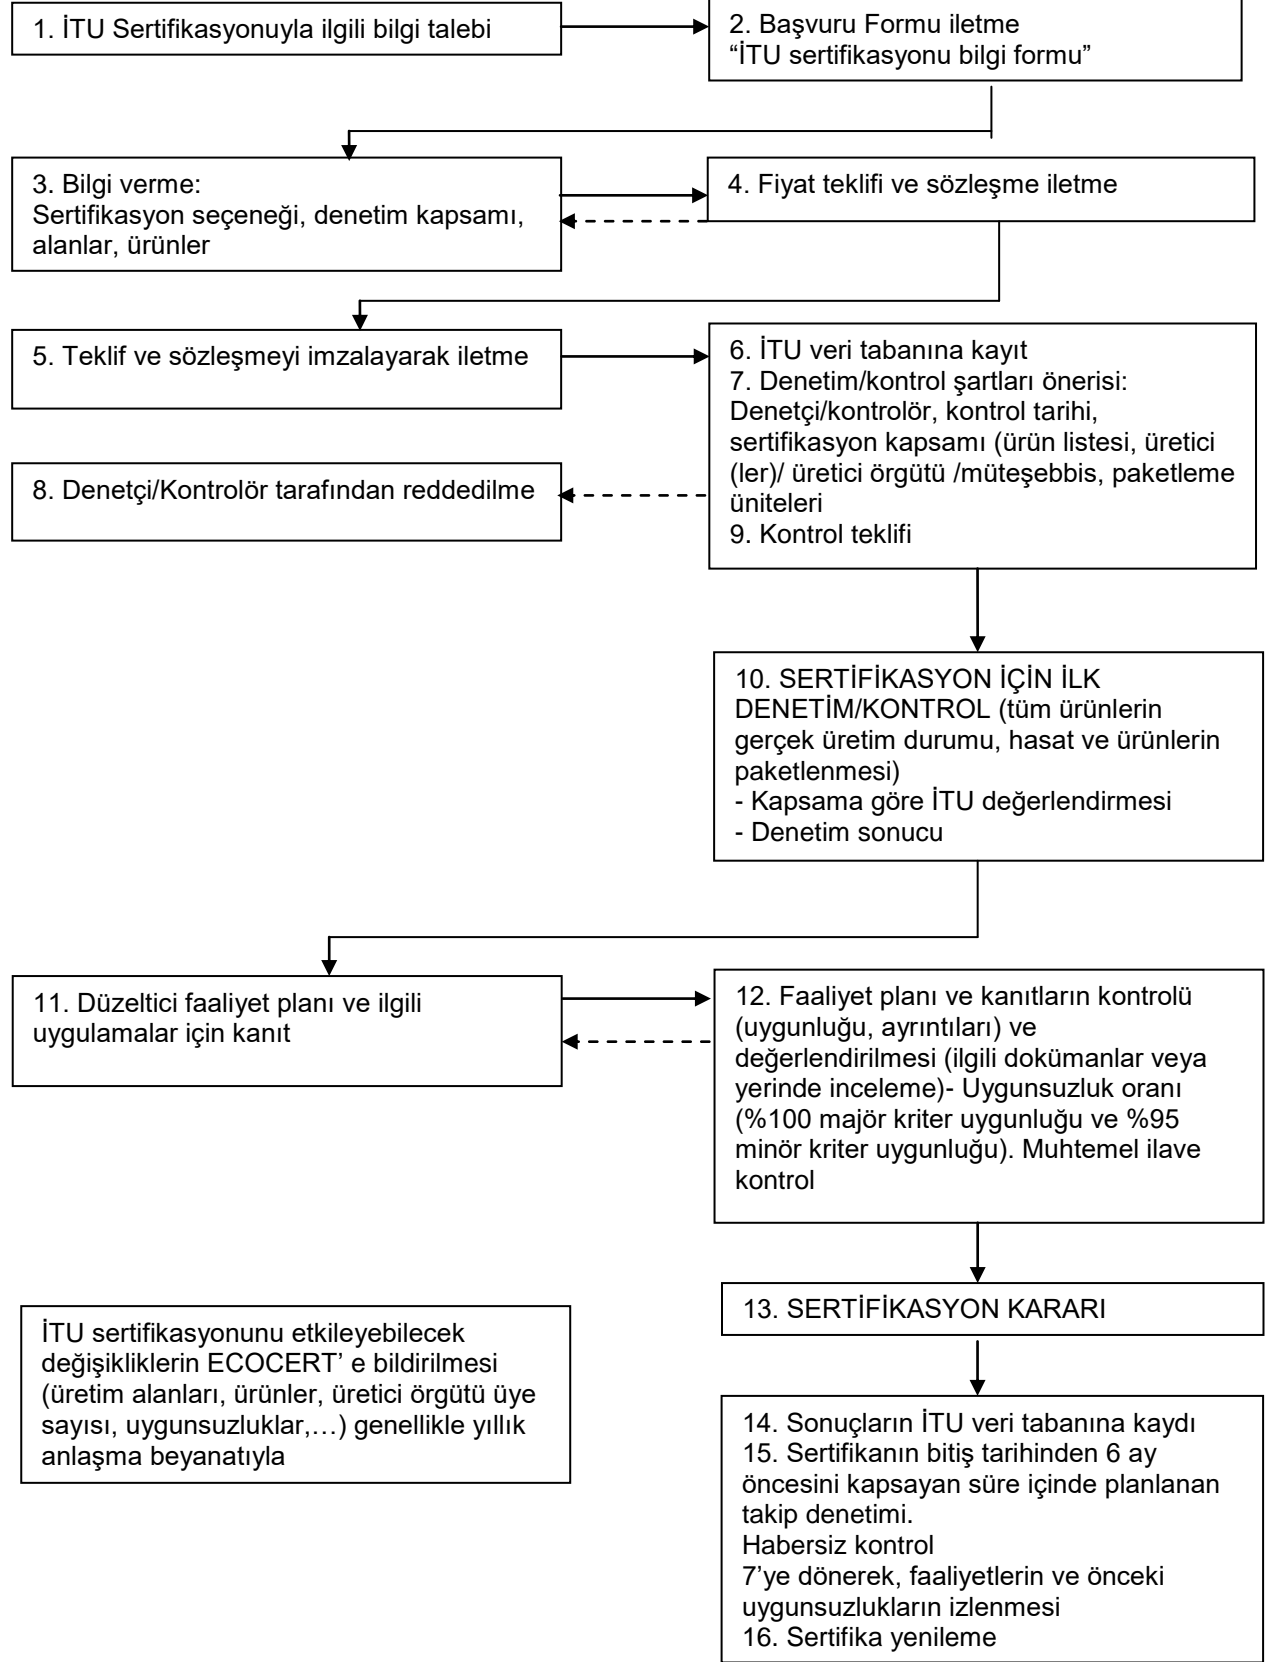 1. İTU Sertifikasyonuyla ilgili bilgi talebi
2. Başvuru Formu iletme
“İTU sertifikasyonu bilgi formu”
3. Bilgi verme:
Sertifikasyon seçeneği, denetim kapsamı,
alanlar, ürünler
4. Fiyat teklifi ve sözleşme iletme
5. Teklif ve sözleşmeyi imzalayarak iletme
6. İTU veri tabanına kayıt
7. Denetim/kontrol şartları önerisi:
Denetçi/kontrolör, kontrol tarihi,
sertifikasyon kapsamı (ürün listesi, üretici
(ler)/ üretici örgütü /müteşebbis, paketleme
üniteleri
9. Kontrol teklifi
8. Denetçi/Kontrolör tarafından reddedilme
10. SERTİFİKASYON İÇİN İLK
DENETİM/KONTROL (tüm ürünlerin
gerçek üretim durumu, hasat ve ürünlerin
paketlenmesi)
- Kapsama göre İTU değerlendirmesi
- Denetim sonucu
11. Düzeltici faaliyet planı ve ilgili
uygulamalar için kanıt
12. Faaliyet planı ve kanıtların kontrolü
(uygunluğu, ayrıntıları) ve
değerlendirilmesi (ilgili dokümanlar veya
yerinde inceleme)- Uygunsuzluk oranı
(%100 majör kriter uygunluğu ve %95
minör kriter uygunluğu). Muhtemel ilave
kontrol
13. SERTİFİKASYON KARARI
İTU sertifikasyonunu etkileyebilecek
değişikliklerin ECOCERT’ e bildirilmesi
(üretim alanları, ürünler, üretici örgütü üye
sayısı, uygunsuzluklar,…) genellikle yıllık
anlaşma beyanatıyla
14. Sonuçların İTU veri tabanına kaydı
15. Sertifikanın bitiş tarihinden 6 ay
öncesini kapsayan süre içinde planlanan
takip denetimi.
Habersiz kontrol
7’ye dönerek, faaliyetlerin ve önceki
uygunsuzlukların izlenmesi
16. Sertifika yenileme